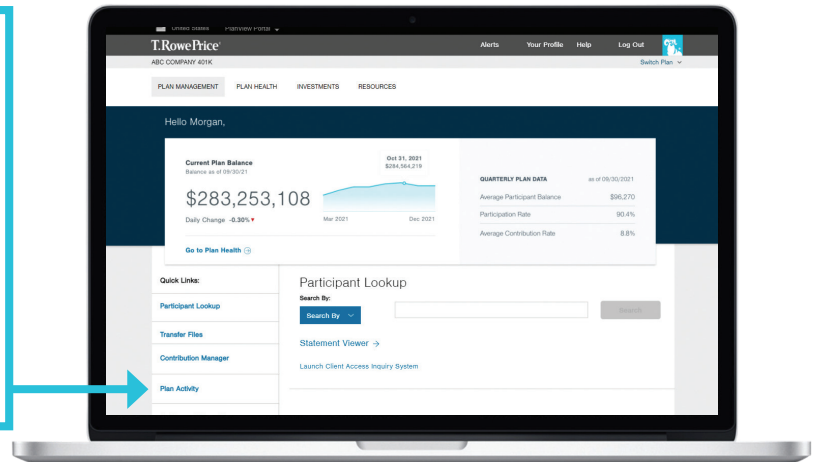 United States PlanView Portal
T.RowePrice
Alerts Your Profile Help Log Out
ABC COMPANY 401K
Switch Plan
PLAN MANAGEMENT PLAN HEALTH INVESTMENTS RESOURCES
Hello Morgan,
Current Plan Balance
Balance as of 09/30/21
$283,253,108
Daily Change -0.30%
Oct 31, 2021
$284,564,219
Mar 2021 Dec 2021
Go to Plan Health
QUARTERLY PLAN DATA as of 09/30/2021
Average Participant Balance $96,270
Participation Rate 90.4%
Average Contribution Rate 8.8%
Quick Links:
Participant Lookup
Transfer Files
Contribution Manager
Plan Activity
Participant Lookup
Search By:
Search By
Search
Statement Viewer →
Launch Client Access Inquiry System